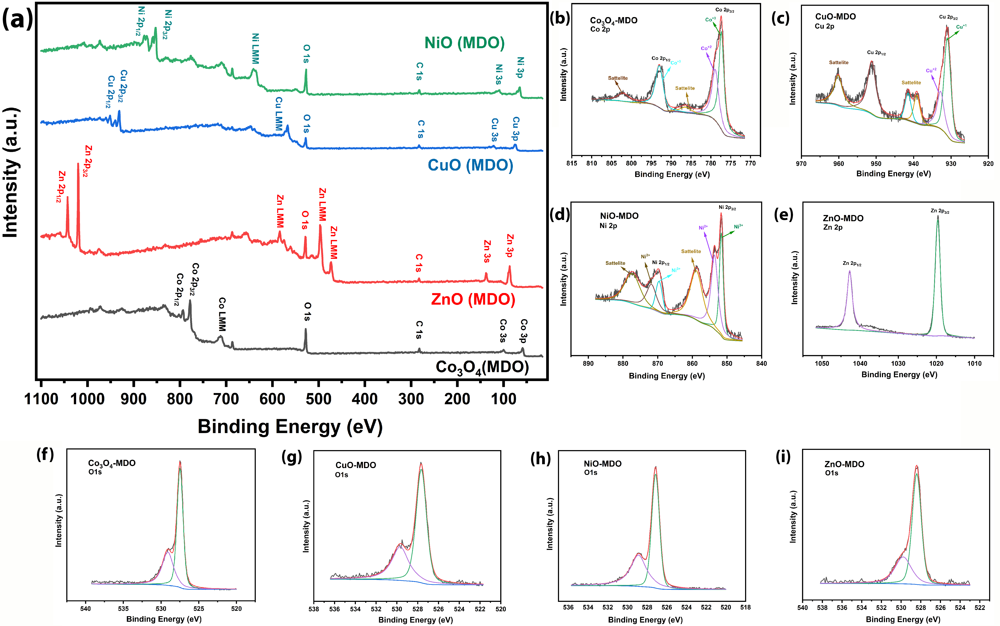 (a)
Intensity (a.u.)
Ni 2p1/2
Ni 2p3/2
Ni LMM
O 1s
C 1s
Ni 3s
Ni 3p
NiO (MDO)
Cu 2p1/2
Cu 2p3/2
Cu LMM
O 1s
C 1s
Cu 3s
Cu 3p
CuO (MDO)
Zn 2p1/2
Zn 2p3/2
Zn LMM
O 1s
Zn LMM
Zn LMM
C 1s
Zn 3s
Zn 3p
ZnO (MDO)
Co 2p1/2
Co 2p3/2
Co LMM
O 1s
C 1s
Co 3s
Co 3p
Co3O4(MDO)
1100 1000 900 800 700 600 500 400 300 200 100
Binding Energy (eV)
(b)
Co3O4-MDO
Co 2p
Co 2p3/2
Co+3
Co+2
Co 2p1/2
Co+3
Sattelite
Sattelite
Intensity (a.u.)
815 810 805 800 795 790 785 780 775 770
Binding Energy (eV)
(c)
CuO-MDO
Cu 2p
Cu 2p3/2
Cu+1
Cu 2p1/2
Sattelite
Cu+2
Sattelite
Intensity (a.u.)
970 960 950 940 930 920
Binding Energy (eV)
(d)
NiO-MDO
Ni 2p
Ni 2p3/2
Ni2+
Ni3+
Sattelite
Ni2+
Ni 2p1/2
Sattelite
Ni3+
Intensity (a.u.)
890 880 870 860 850 840
Binding Energy (eV)
(e)
ZnO-MDO
Zn 2p
Zn 2p3/2
Zn 2p1/2
Intensity (a.u.)
1050 1040 1030 1020 1010
Binding Energy (eV)
(f)
Co3O4-MDO
O1s
Intensity (a.u.)
540 535 530 525 520
Binding Energy (eV)
(g)
CuO-MDO
O1s
Intensity (a.u.)
538 536 534 532 530 528 526 524 522 520
Binding Energy (eV)
(h)
NiO-MDO
O1s
Intensity (a.u.)
536 534 532 530 528 526 524 522 520 518
Binding Energy (eV)
(i)
ZnO-MDO
O1s
Intensity (a.u.)
540 538 536 534 532 530 528 526 524 522
Binding Energy (eV)